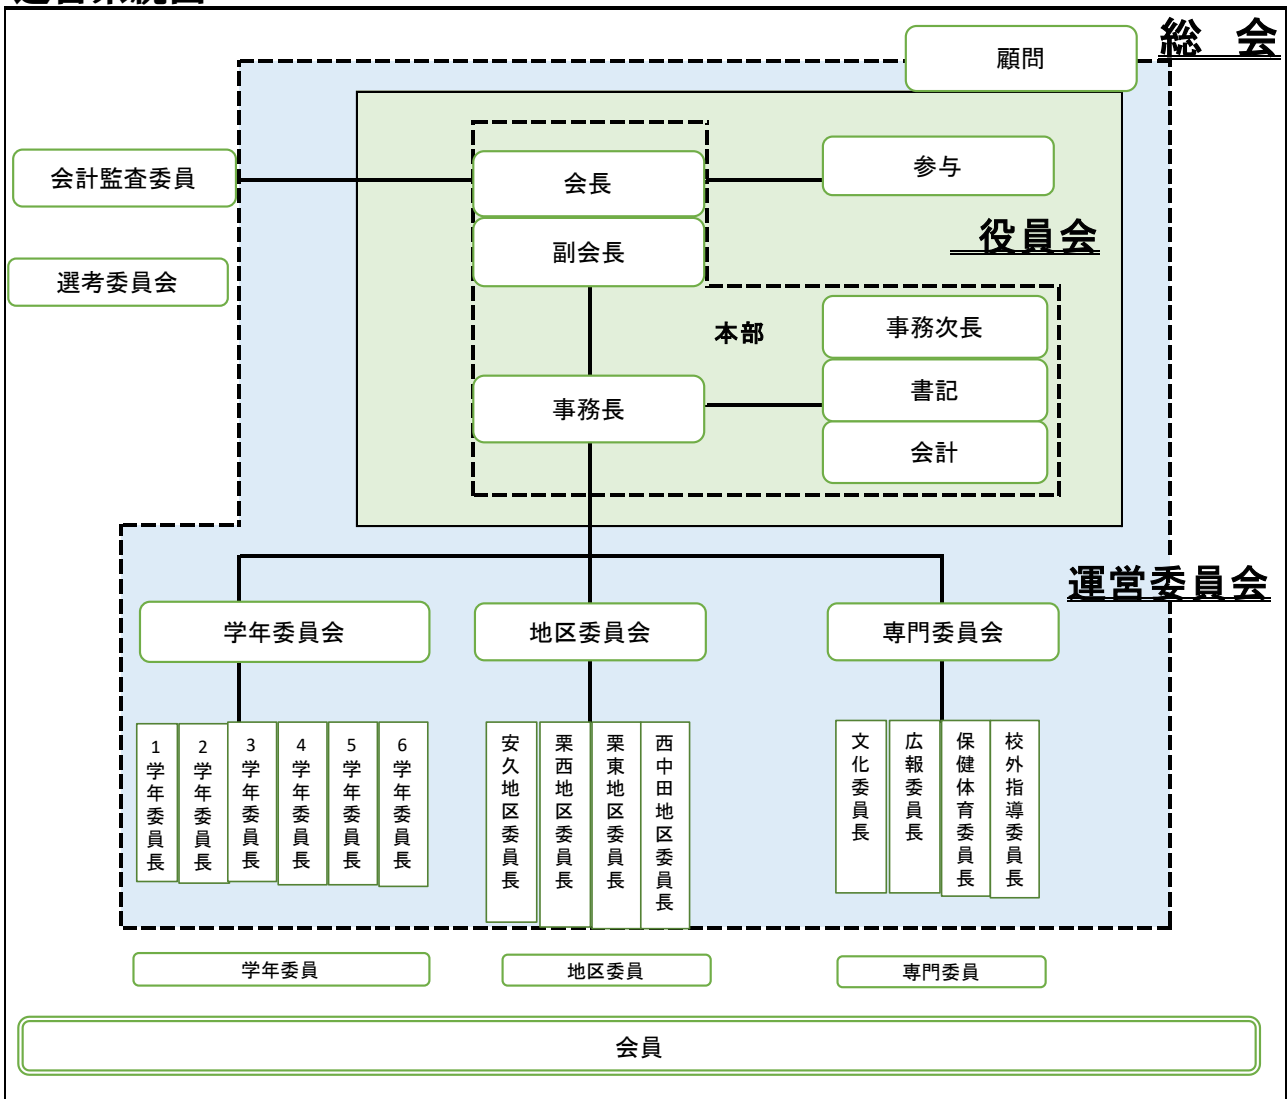 総　会
顧問
会計監査委員
会長
参与
役員会
副会長
選考委員会
本部
事務次長
事務長
書記
会計
運営委員会
学年委員会
地区委員会
専門委員会
1学年委員長
2学年委員長
3学年委員長
4学年委員長
5学年委員長
6学年委員長
安久地区委員長
栗西地区委員長
栗東地区委員長
西中田地区委員長
文化委員長
広報委員長
保健体育委員長
校外指導委員長
学年委員
地区委員
専門委員
会員